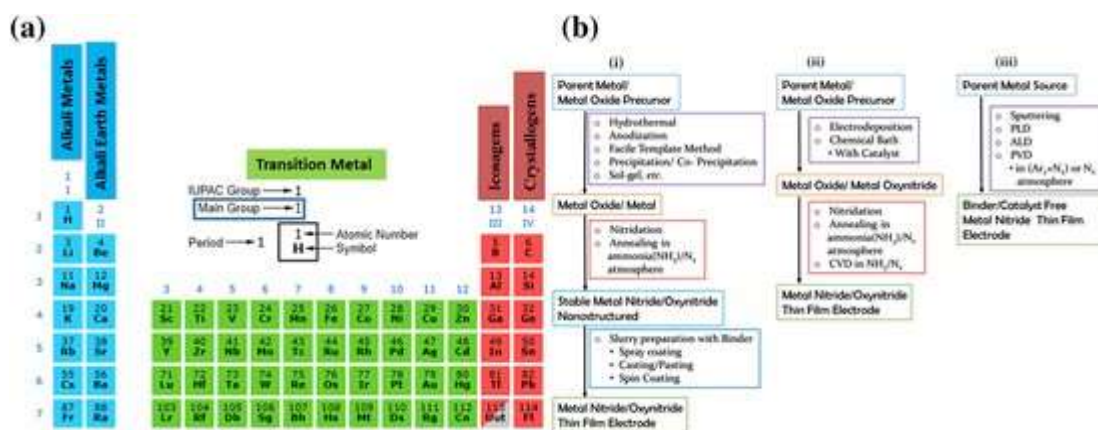 (a)
Alkali Metals
Alkali Earth Metals
Icosagens
Crystallogens
Transition Metal
IUPAC Group → 1
Main Group → I
Period → 1
1 ← Atomic Number
H ← Symbol
1
I
2
II
13
III
14
IV
3 4 5 6 7 8 9 10 11 12
1
1
H
2
3
Li
4
Be
5
B
6
C
3
11
Na
12
Mg
13
Al
14
Si
4
19
K
20
Ca
21
Sc
22
Ti
23
V
24
Cr
25
Mn
26
Fe
27
Co
28
Ni
29
Cu
30
Zn
31
Ga
32
Ge
5
37
Rb
38
Sr
39
Y
40
Zr
41
Nb
42
Mo
43
Tc
44
Ru
45
Rh
46
Pd
47
Ag
48
Cd
49
In
50
Sn
6
55
Cs
56
Ba
71
Lu
72
Hf
73
Ta
74
W
75
Re
76
Os
77
Ir
78
Pt
79
Au
80
Hg
81
Tl
82
Pb
7
87
Fr
88
Ra
103
Lr
104
Rf
105
Db
106
Sg
107
Bh
108
Hs
109
Mt
110
Ds
111
Rg
112
Cn
113
Uut
114
Fl
(b)
(i)
Parent Metal/
Metal Oxide Precursor
o Hydrothermal
o Anodization
o Facile Template Method
o Precipitation/ Co- Precipitation
o Sol-gel, etc.
Metal Oxide/ Metal
o Nitridation
o Annealing in
ammonia(NH₃)/N₂
atmosphere
Stable Metal Nitride/Oxynitride
Nanostructured
o Slurry preparation with Binder
• Spray coating
• Casting/Pasting
• Spin Coating
Metal Nitride/Oxynitride
Thin Film Electrode
(ii)
Parent Metal/
Metal Oxide Precursor
o Electrodeposition
o Chemical Bath
• With Catalyst
Metal Oxide/ Metal Oxynitride
o Nitridation
o Annealing in
ammonia(NH₃)/N₂
atmosphere
o CVD in NH₃/N₂
Metal Nitride/Oxynitride
Thin Film Electrode
(iii)
Parent Metal Source
o Sputtering
o PLD
o ALD
o PVD
• in (Ar₂+N₂) or N₂
atmosphere
Binder/Catalyst Free
Metal Nitride Thin Film
Electrode